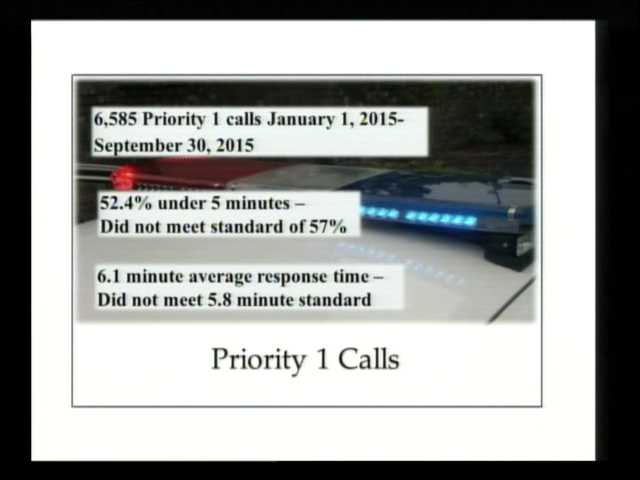 6,585 Priority 1 calls January 1, 2015-
September 30, 2015
52.4% under 5 minutes –
Did not meet standard of 57%
6.1 minute average response time –
Did not meet 5.8 minute standard
Priority 1 Calls